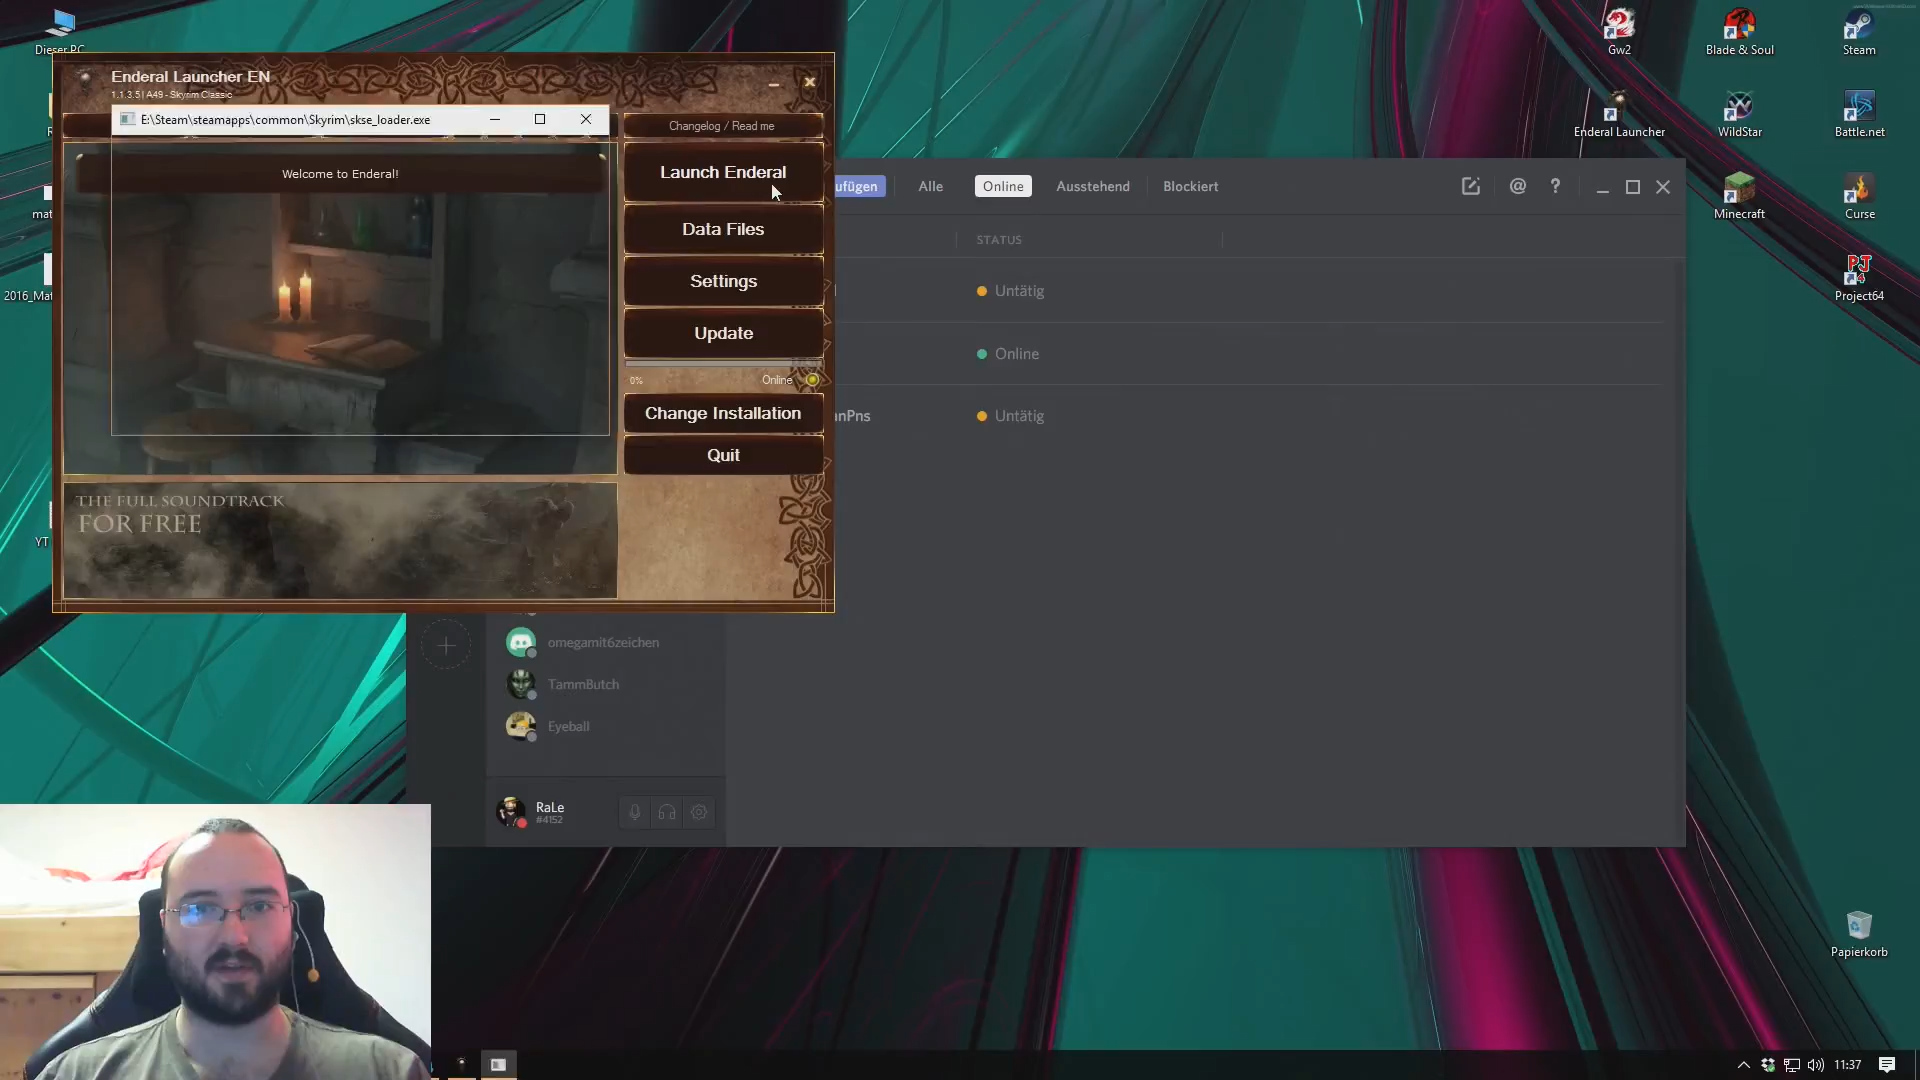 Dieser PC
Gw2
Blade & Soul
Steam
Enderal Launcher
WildStar
Battle.net
Minecraft
Curse
Project64
Papierkorb
2016_Mat
YT
Enderal Launcher EN
1.1.3.5 | A49 - Skyrim Classic
E:\Steam\steamapps\common\Skyrim\skse_loader.exe
Welcome to Enderal!
THE FULL SOUNDTRACK
FOR FREE
Changelog / Read me
Launch Enderal
Data Files
Settings
Update
0%
Online
Change Installation
Quit
ufügen
Alle
Online
Ausstehend
Blockiert
@
?
STATUS
Untätig
Online
anPns
Untätig
omegamit6zeichen
TammButch
Eyeball
RaLe
#4152
11:37